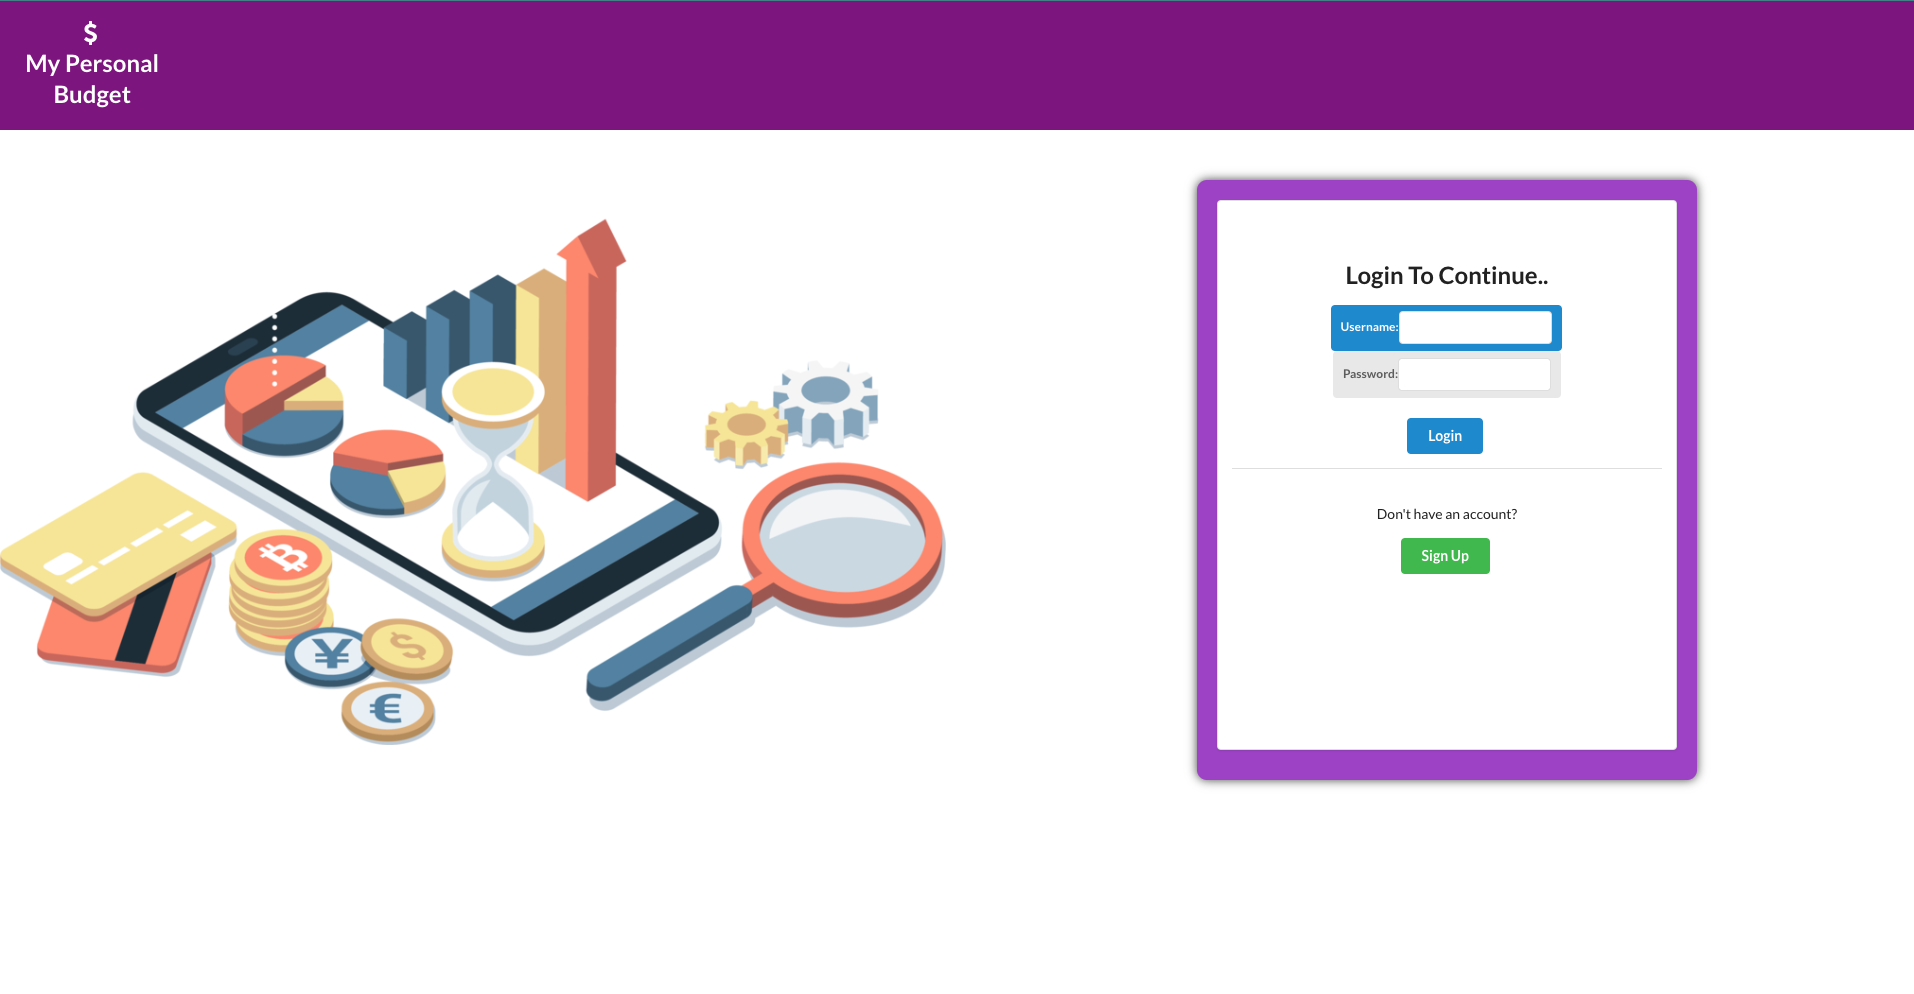 $
My Personal
Budget
Login To Continue..
Username:
Password:
Login
Don't have an account?
Sign Up
₿
¥
$
€